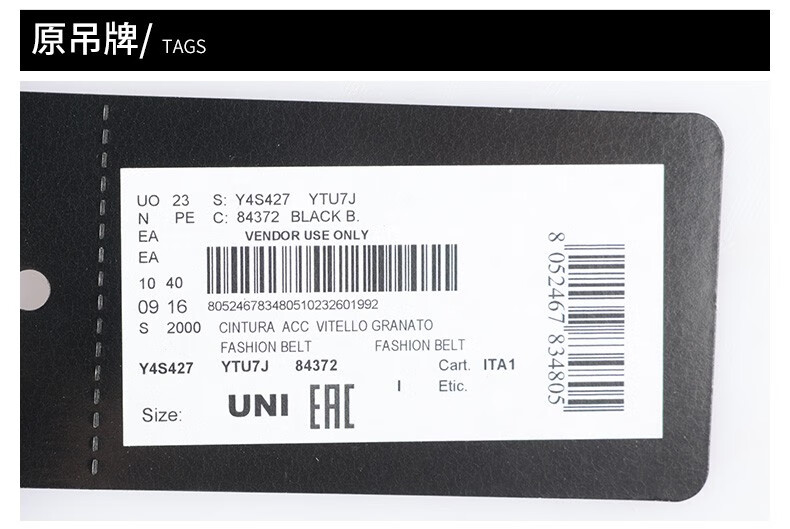 原吊牌/ TAGS
UO 23 S: Y4S427 YTU7J
N PE C: 84372 BLACK B.
EA VENDOR USE ONLY
EA
10 40
09 16 805246783480510232601992
S 2000 CINTURA ACC VITELLO GRANATO
FASHION BELT FASHION BELT
Y4S427 YTU7J 84372 Cart. ITA1
I Etic.
Size: UNI EAC
8 052467 834805